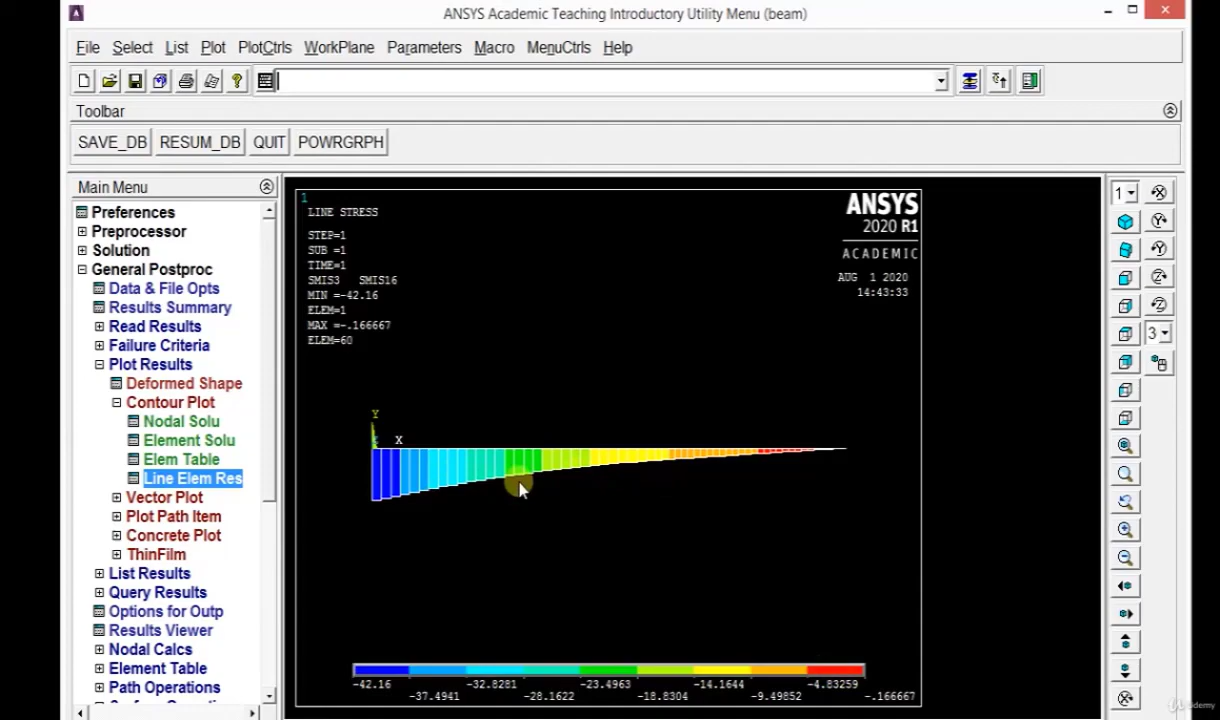 ANSYS Academic Teaching Introductory Utility Menu (beam)
File Select List Plot PlotCtrls WorkPlane Parameters Macro MenuCtrls Help
Toolbar
SAVE_DB RESUM_DB QUIT POWRGRPH
Main Menu
Preferences
Preprocessor
Solution
General Postproc
Data & File Opts
Results Summary
Read Results
Failure Criteria
Plot Results
Deformed Shape
Contour Plot
Nodal Solu
Element Solu
Elem Table
Line Elem Res
Vector Plot
Plot Path Item
Concrete Plot
ThinFilm
List Results
Query Results
Options for Outp
Results Viewer
Nodal Calcs
Element Table
Path Operations
1
LINE STRESS
STEP=1
SUB =1
TIME=1
SMIS3 SMIS16
MIN =-42.16
ELEM=1
MAX =-.166667
ELEM=60
ANSYS
2020 R1
ACADEMIC
AUG 1 2020
14:43:33
Y
X
-42.16 -32.8281 -23.4963 -14.1644 -4.83259
-37.4941 -28.1622 -18.8304 -9.49852 -.166667
1
3
Udemy